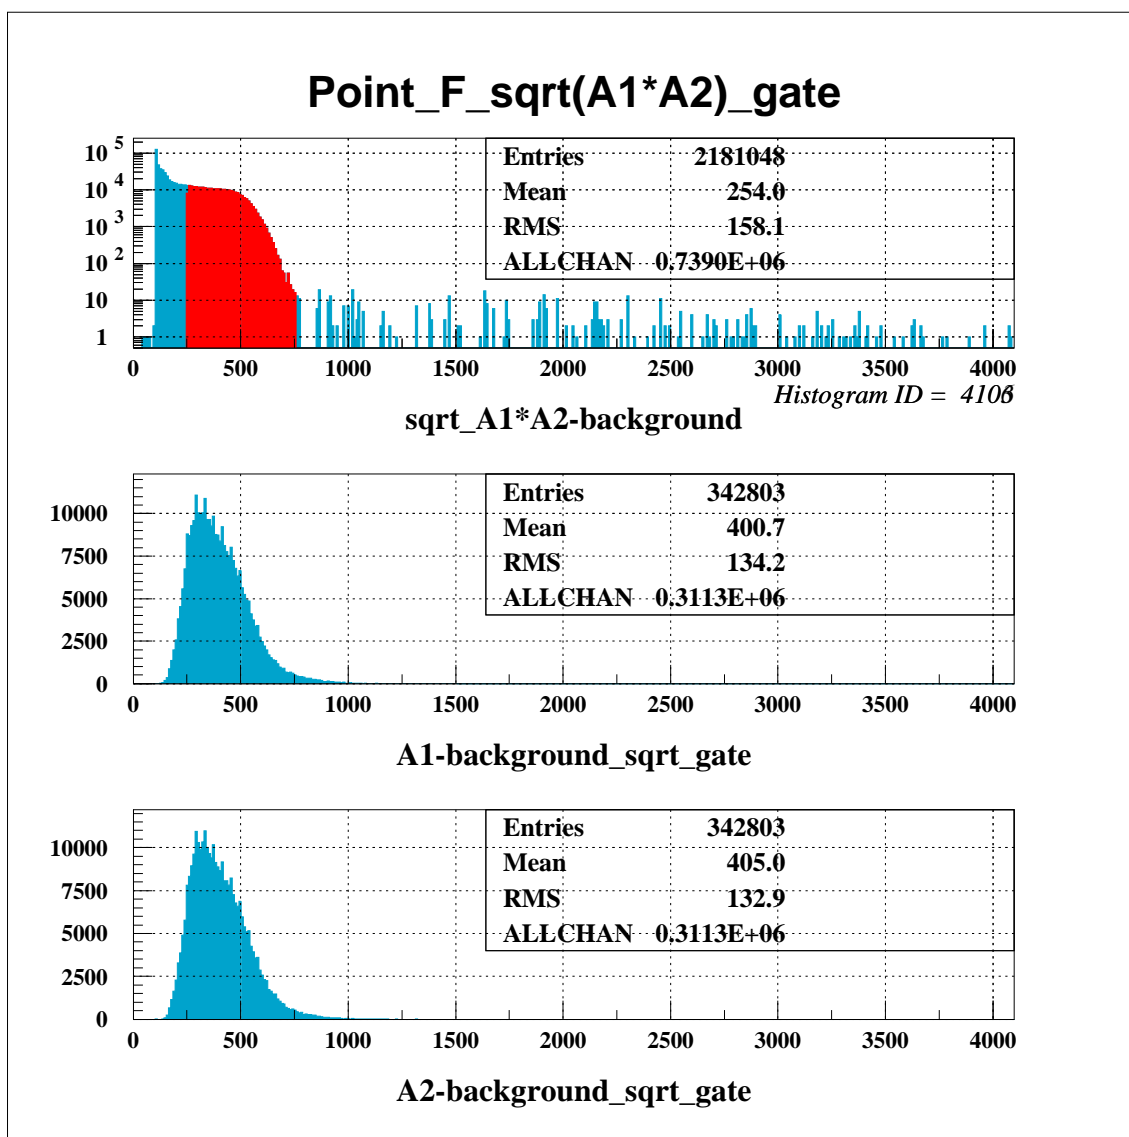 Point_F_sqrt(A1*A2)_gate
Entries 2181048
Mean 254.0
RMS 158.1
ALLCHAN 0.7390E+06
10^5
10^4
10^3
10^2
10
1
0 500 1000 1500 2000 2500 3000 3500 4000
Histogram ID =
sqrt_A1*A2-background
Entries 342803
Mean 400.7
RMS 134.2
ALLCHAN 0.3113E+06
10000
7500
5000
2500
0
0 500 1000 1500 2000 2500 3000 3500 4000
A1-background_sqrt_gate
Entries 342803
Mean 405.0
RMS 132.9
ALLCHAN 0.3113E+06
10000
7500
5000
2500
0
0 500 1000 1500 2000 2500 3000 3500 4000
A2-background_sqrt_gate